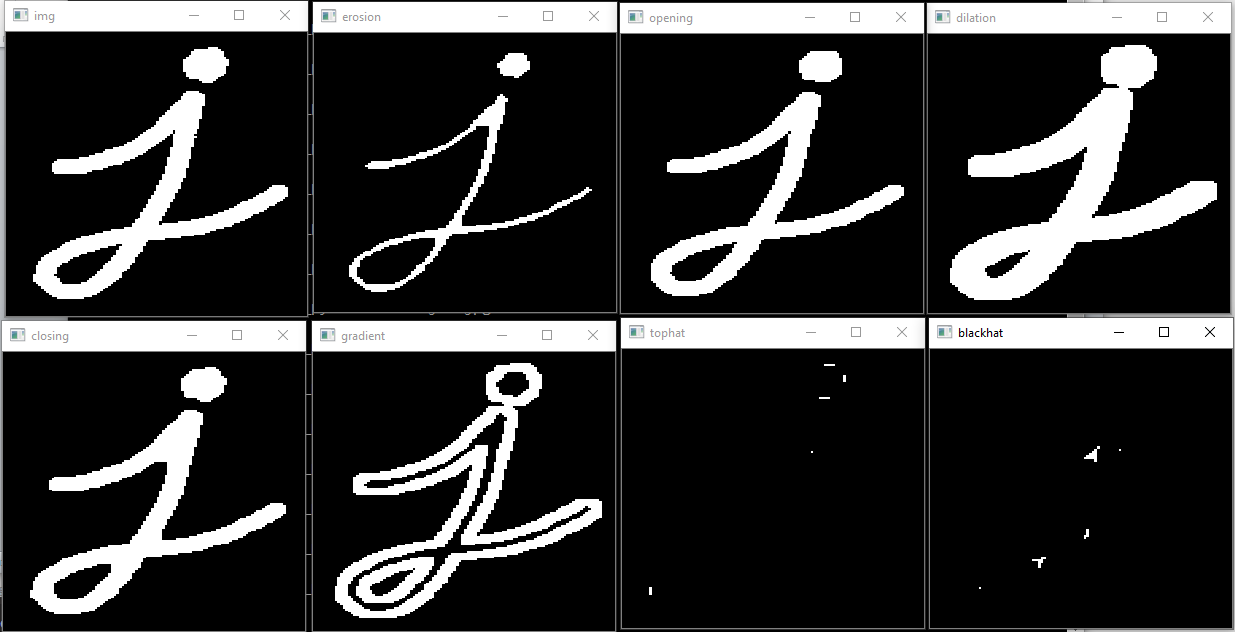 img erosion opening dilation
j j j j
closing gradient tophat blackhat
j j